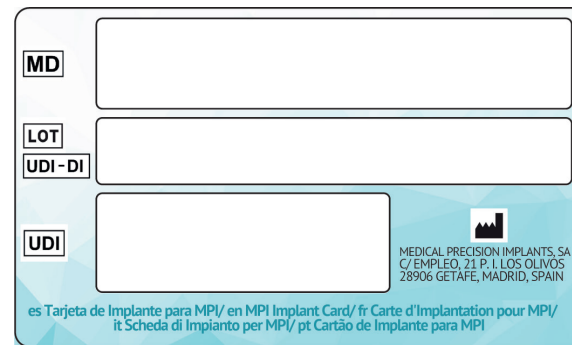 MD
LOT
UDI-DI
UDI
MEDICAL PRECISION IMPLANTS, SA
C/ EMPLEO, 21 P. I. LOS OLIVOS
28906 GETAFE, MADRID, SPAIN
es Tarjeta de Implante para MPI/ en MPI Implant Card/ fr Carte d'Implantation pour MPI/
it Scheda di Impianto per MPI/ pt Cartão de Implante para MPI